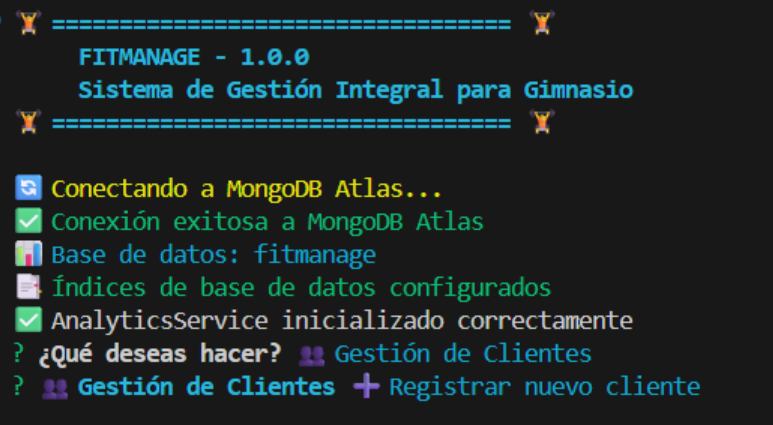 🏋️ ================================== 🏋️
FITMANAGE - 1.0.0
Sistema de Gestión Integral para Gimnasio
🏋️ ================================== 🏋️
🔄 Conectando a MongoDB Atlas...
✅ Conexión exitosa a MongoDB Atlas
📊 Base de datos: fitmanage
📑 Índices de base de datos configurados
✅ AnalyticsService inicializado correctamente
? ¿Qué deseas hacer? 👥 Gestión de Clientes
? 👥 Gestión de Clientes ➕ Registrar nuevo cliente